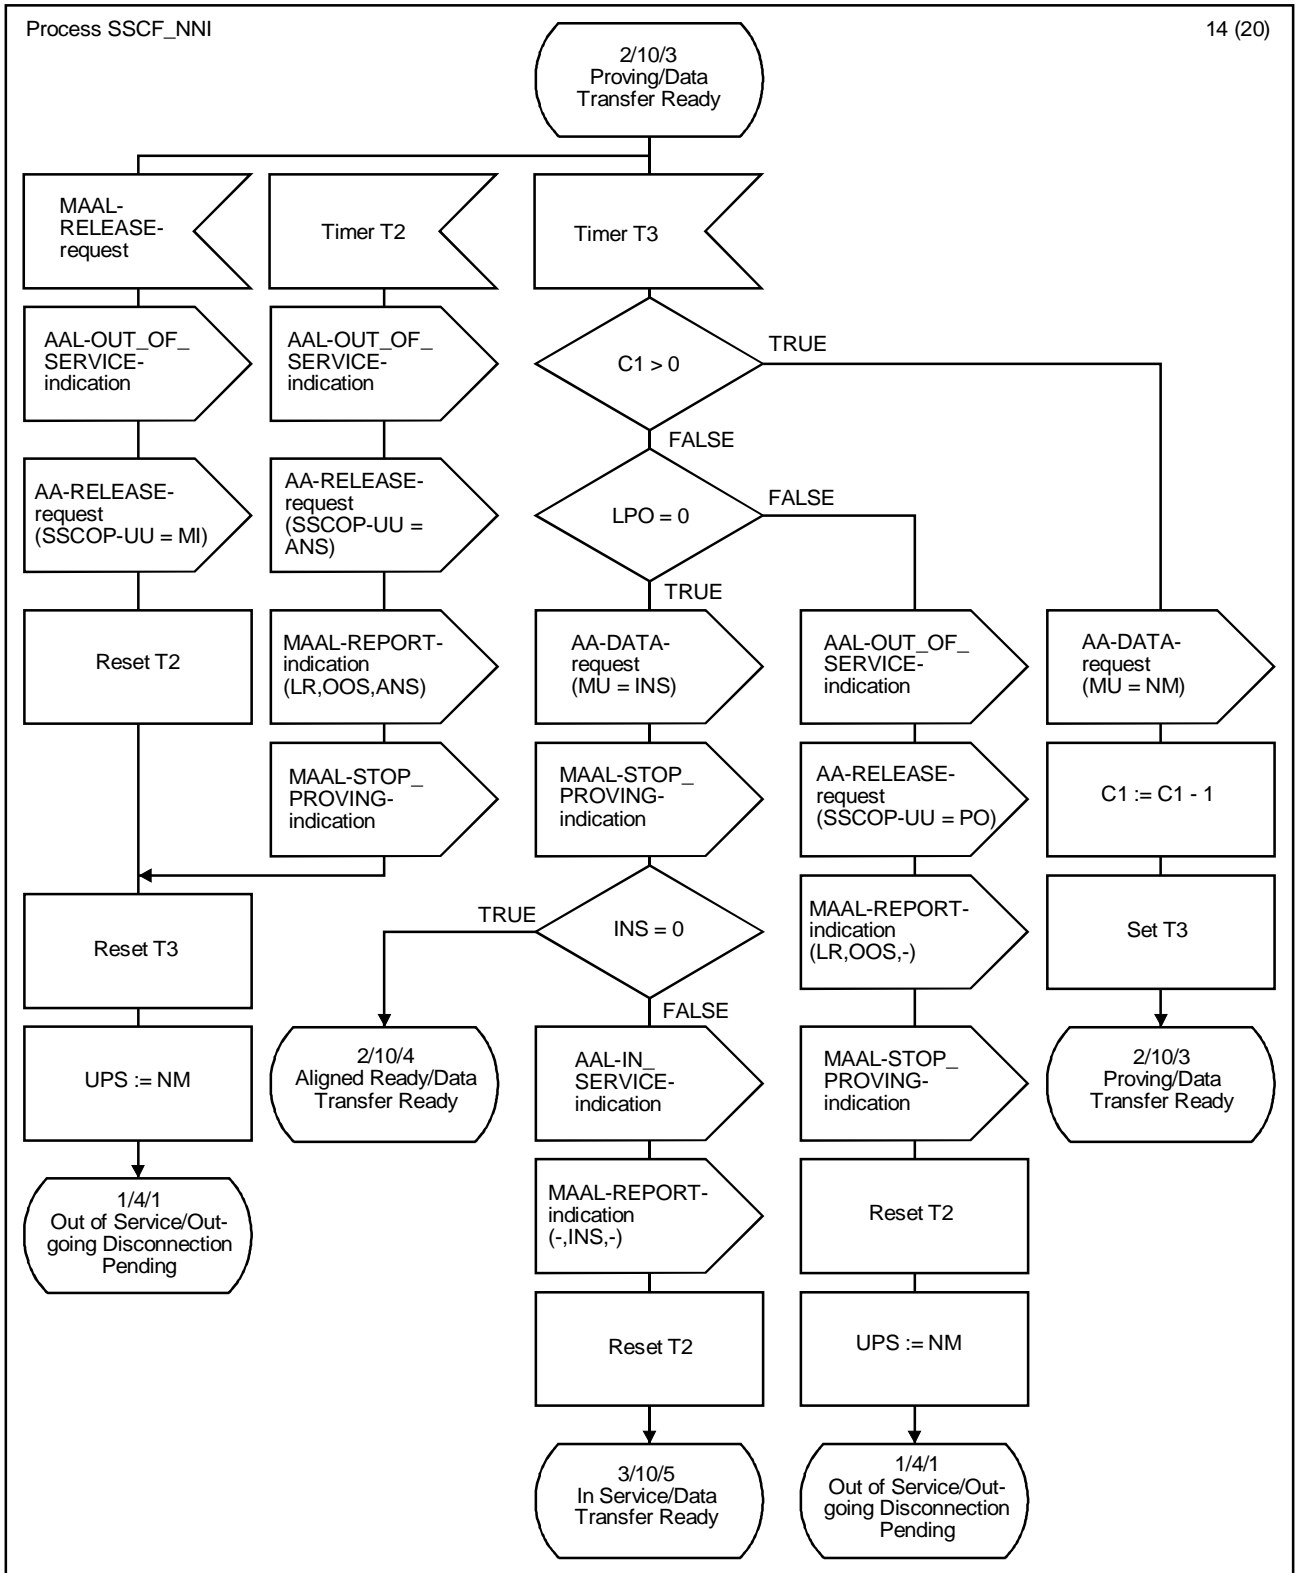 Process SSCF_NNI
14 (20)
2/10/3
Proving/Data
Transfer Ready
MAAL-
RELEASE-
request
Timer T2
Timer T3
AAL-OUT_OF_
SERVICE-
indication
AAL-OUT_OF_
SERVICE-
indication
C1 > 0
TRUE
FALSE
AA-RELEASE-
request
(SSCOP-UU = MI)
AA-RELEASE-
request
(SSCOP-UU =
ANS)
LPO = 0
FALSE
TRUE
Reset T2
MAAL-REPORT-
indication
(LR,OOS,ANS)
AA-DATA-
request
(MU = INS)
AAL-OUT_OF_
SERVICE-
indication
AA-DATA-
request
(MU = NM)
MAAL-STOP_
PROVING-
indication
MAAL-STOP_
PROVING-
indication
AA-RELEASE-
request
(SSCOP-UU = PO)
C1 := C1 - 1
Reset T3
TRUE
INS = 0
FALSE
MAAL-REPORT-
indication
(LR,OOS,-)
Set T3
UPS := NM
2/10/4
Aligned Ready/Data
Transfer Ready
AAL-IN_
SERVICE-
indication
MAAL-STOP_
PROVING-
indication
2/10/3
Proving/Data
Transfer Ready
1/4/1
Out of Service/Out-
going Disconnection
Pending
MAAL-REPORT-
indication
(-,INS,-)
Reset T2
Reset T2
UPS := NM
3/10/5
In Service/Data
Transfer Ready
1/4/1
Out of Service/Out-
going Disconnection
Pending